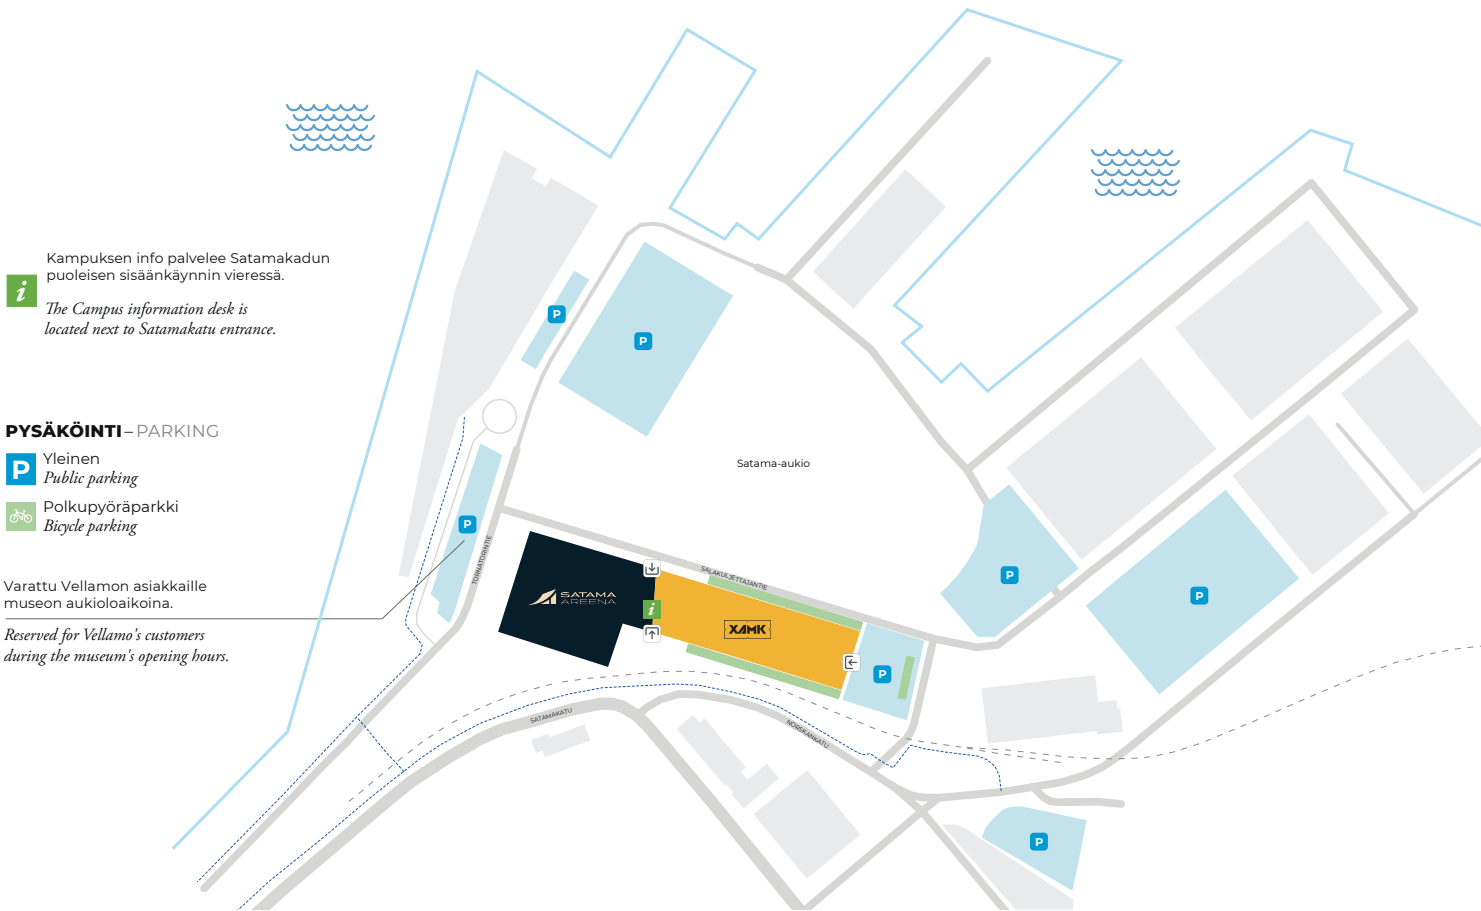 Kampuksen info palvelee Satamakadun
puoleisen sisäänkäynnin vieressä.
i
The Campus information desk is
located next to Satamakatu entrance.
PYSÄKÖINTI – PARKING
P
Yleinen
Public parking
Polkupyöräparkki
Bicycle parking
Varattu Vellamon asiakkaille
museon aukioloaikoina.
Reserved for Vellamo's customers
during the museum's opening hours.
P
P
Satama-aukio
P
TORNATORINTIE
SATAMA
AREENA
i
SALAKULJETTAJANTIE
XAMK
P
P
P
SATAMAKATU
NORSKANKATU
P